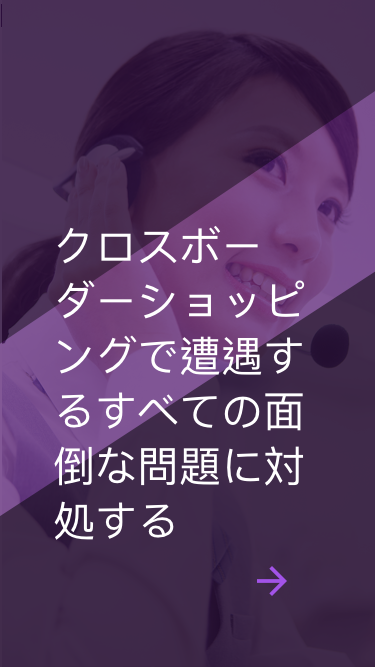 クロスボー
ダーショッピ
ングで遭遇す
るすべての面
倒な問題に対
処する